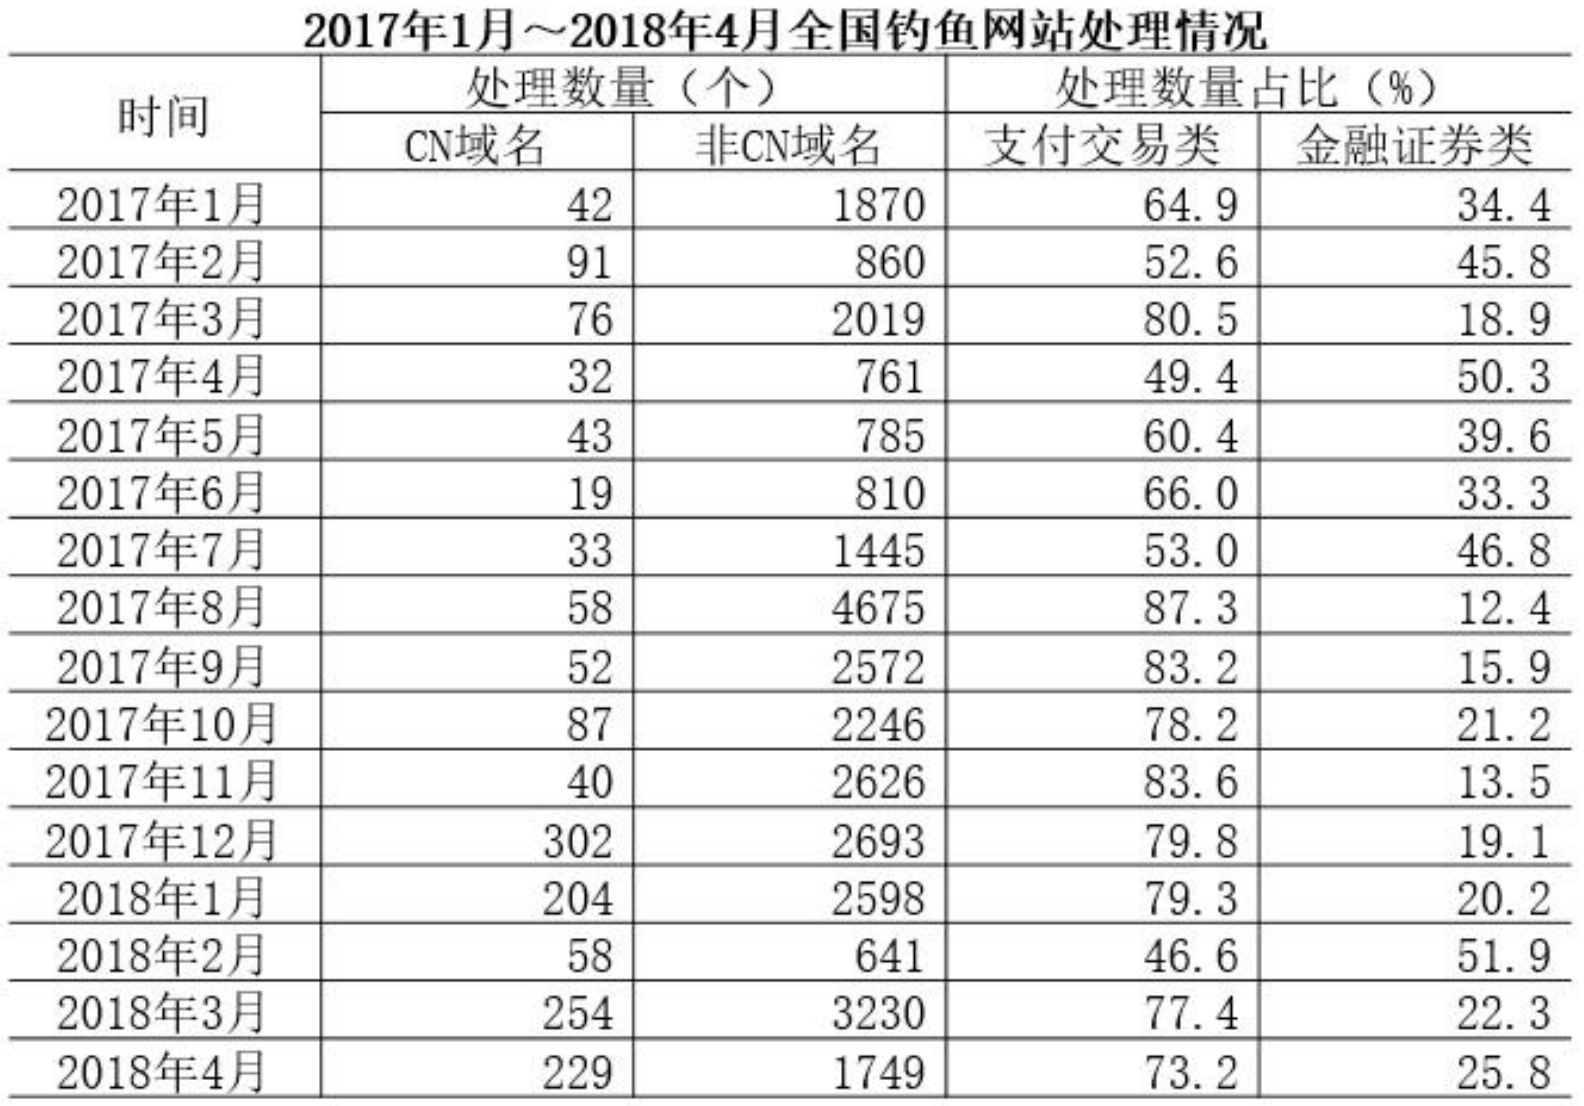 2017年1月～2018年4月全国钓鱼网站处理情况
时间 处理数量（个） 处理数量占比（%）
CN域名 非CN域名 支付交易类 金融证券类
2017年1月 42 1870 64.9 34.4
2017年2月 91 860 52.6 45.8
2017年3月 76 2019 80.5 18.9
2017年4月 32 761 49.4 50.3
2017年5月 43 785 60.4 39.6
2017年6月 19 810 66.0 33.3
2017年7月 33 1445 53.0 46.8
2017年8月 58 4675 87.3 12.4
2017年9月 52 2572 83.2 15.9
2017年10月 87 2246 78.2 21.2
2017年11月 40 2626 83.6 13.5
2017年12月 302 2693 79.8 19.1
2018年1月 204 2598 79.3 20.2
2018年2月 58 641 46.6 51.9
2018年3月 254 3230 77.4 22.3
2018年4月 229 1749 73.2 25.8